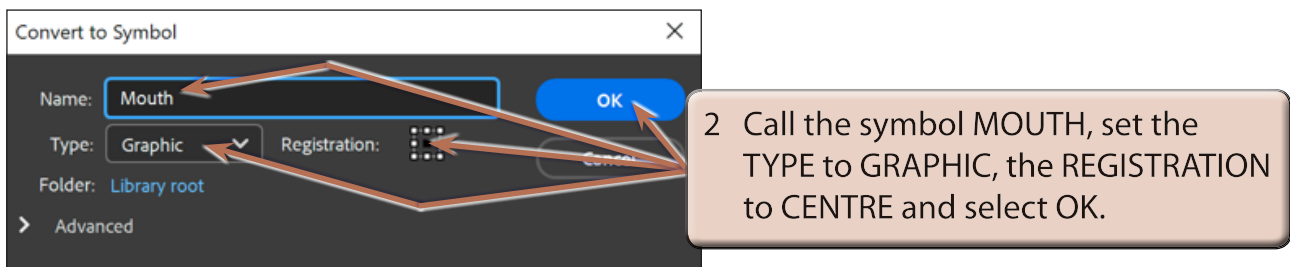 Convert to Symbol
Name: Mouth OK
Type: Graphic Registration: Cancel
Folder: Library root
Advanced
2 Call the symbol MOUTH, set the
TYPE to GRAPHIC, the REGISTRATION
to CENTRE and select OK.